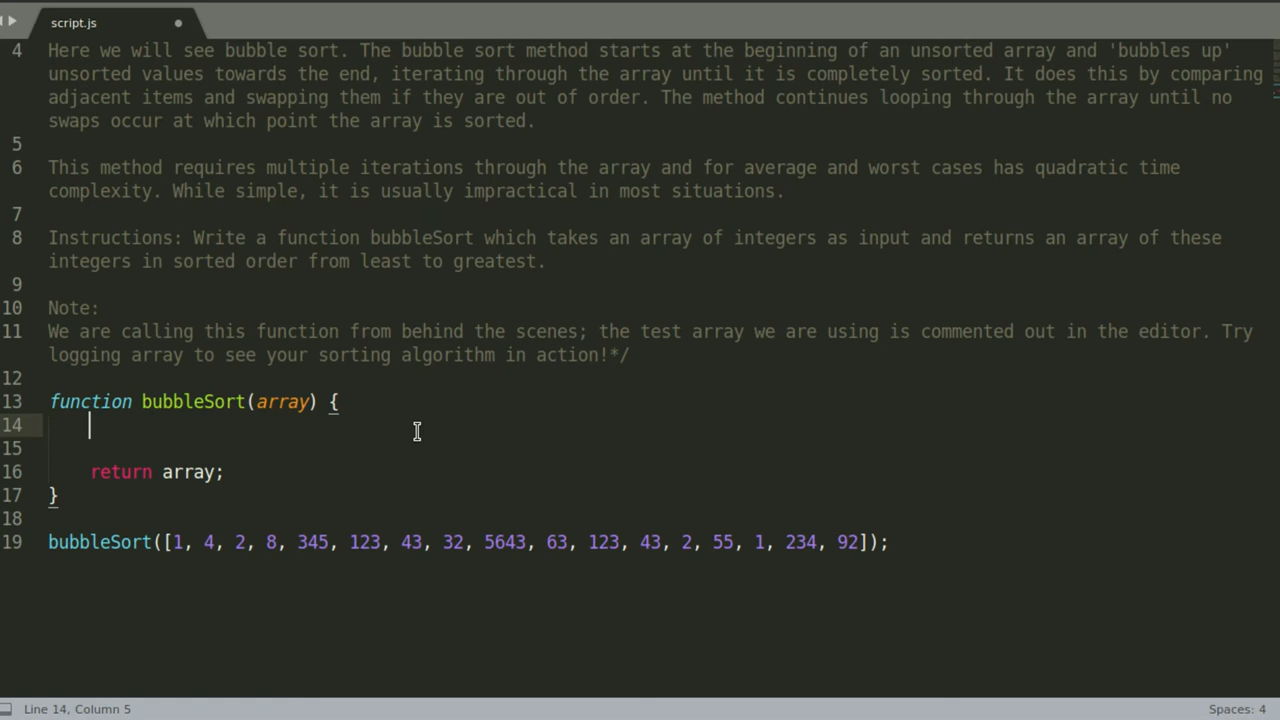 script.js
4 Here we will see bubble sort. The bubble sort method starts at the beginning of an unsorted array and 'bubbles up'
unsorted values towards the end, iterating through the array until it is completely sorted. It does this by comparing
adjacent items and swapping them if they are out of order. The method continues looping through the array until no
swaps occur at which point the array is sorted.
5
6 This method requires multiple iterations through the array and for average and worst cases has quadratic time
complexity. While simple, it is usually impractical in most situations.
7
8 Instructions: Write a function bubbleSort which takes an array of integers as input and returns an array of these
integers in sorted order from least to greatest.
9
10 Note:
11 We are calling this function from behind the scenes; the test array we are using is commented out in the editor. Try
logging array to see your sorting algorithm in action!*/
12
13 function bubbleSort(array) {
14
15
16 return array;
17 }
18
19 bubbleSort([1, 4, 2, 8, 345, 123, 43, 32, 5643, 63, 123, 43, 2, 55, 1, 234, 92]);
Line 14, Column 5 Spaces: 4